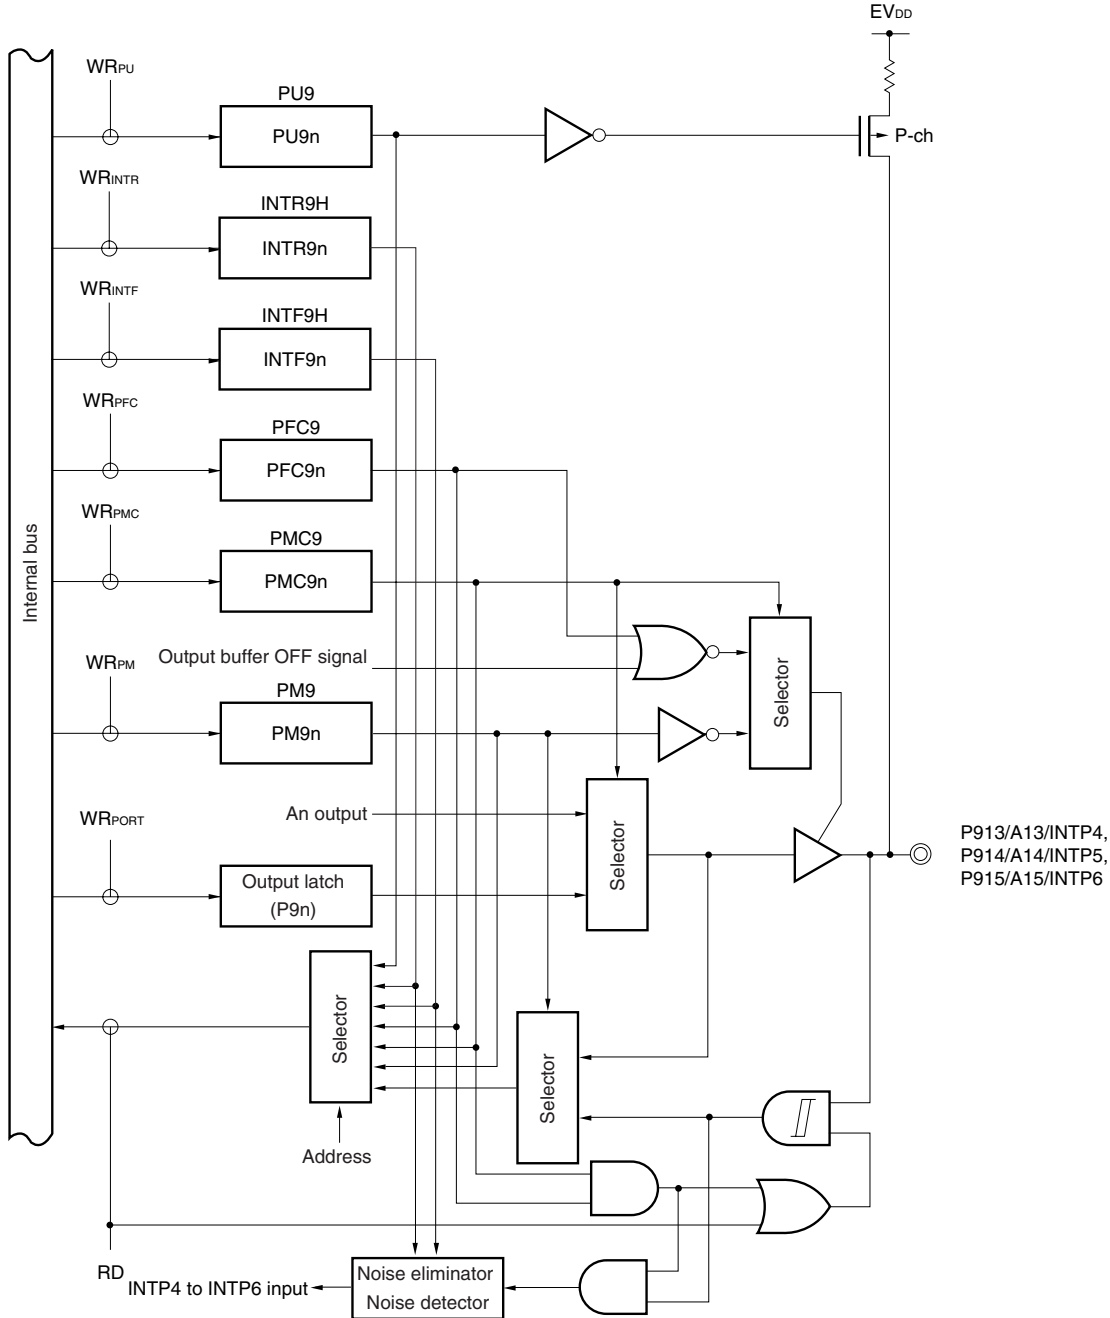 EVDD
WRPU
PU9
PU9n
P-ch
WRINTR
INTR9H
INTR9n
WRINTF
INTF9H
INTF9n
WRPFC
PFC9
PFC9n
WRPMC
PMC9
PMC9n
Internal bus
Output buffer OFF signal
Selector
WRPM
PM9
PM9n
An output
Selector
WRPORT
Output latch
(P9n)
P913/A13/INTP4,
P914/A14/INTP5,
P915/A15/INTP6
Selector
Selector
Address
RD
INTP4 to INTP6 input
Noise eliminator
Noise detector